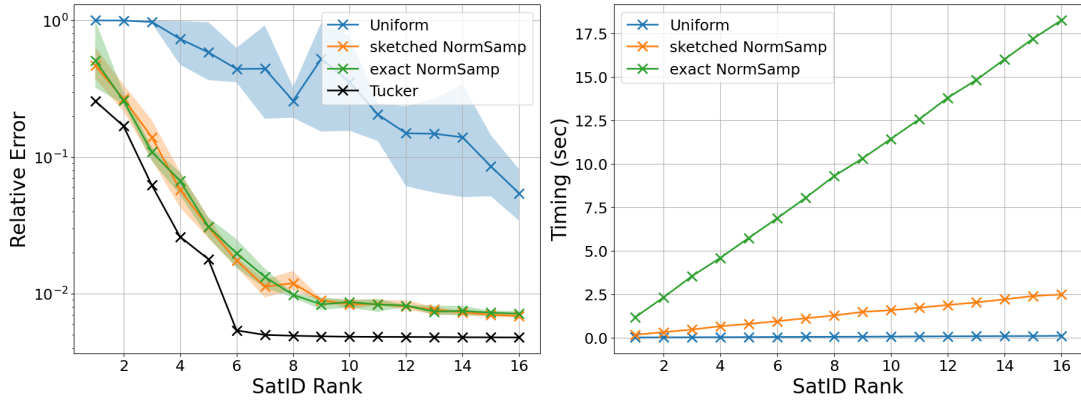 Relative Error
10⁰
10⁻¹
10⁻²
Uniform
sketched NormSamp
exact NormSamp
Tucker
2 4 6 8 10 12 14 16
SatID Rank
Timing (sec)
17.5
15.0
12.5
10.0
7.5
5.0
2.5
0.0
Uniform
sketched NormSamp
exact NormSamp
2 4 6 8 10 12 14 16
SatID Rank